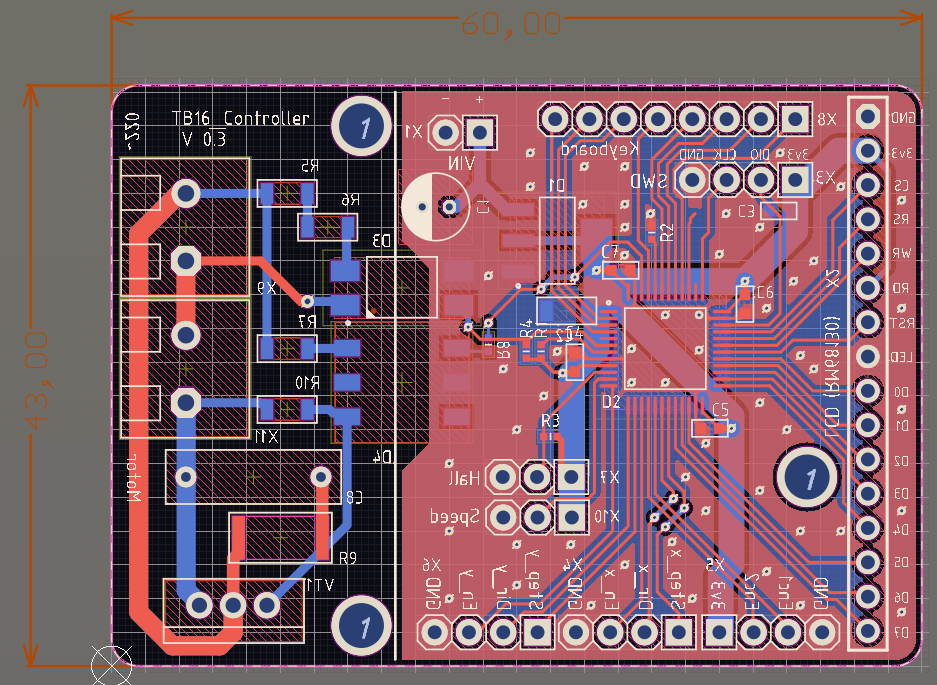 60,00
43,00
~220
TB16_Controller
V 0.3
- +
X1
VIN
Keyboard
X8
GND CLK DIO 3v3
SWD
X3
C3
R5
R6
D3
C1
D1
R2
C7
C6
X9
R7
R8
R4
D2
C5
R10
X11
R3
D4
Motor
C8
R9
VT1
Hall
X7
Speed
X10
X6
GND
En_y
Dir_y
Step_y
X4
GND
En_x
Dir_x
Step_x
X5
3v3
Enc2
Enc1
GND
X2
LCD (RM68130)
GND
3v3
CS
RS
WR
RD
RST
LED
D0
D1
D2
D3
D4
D5
D6
D7
1
1
1